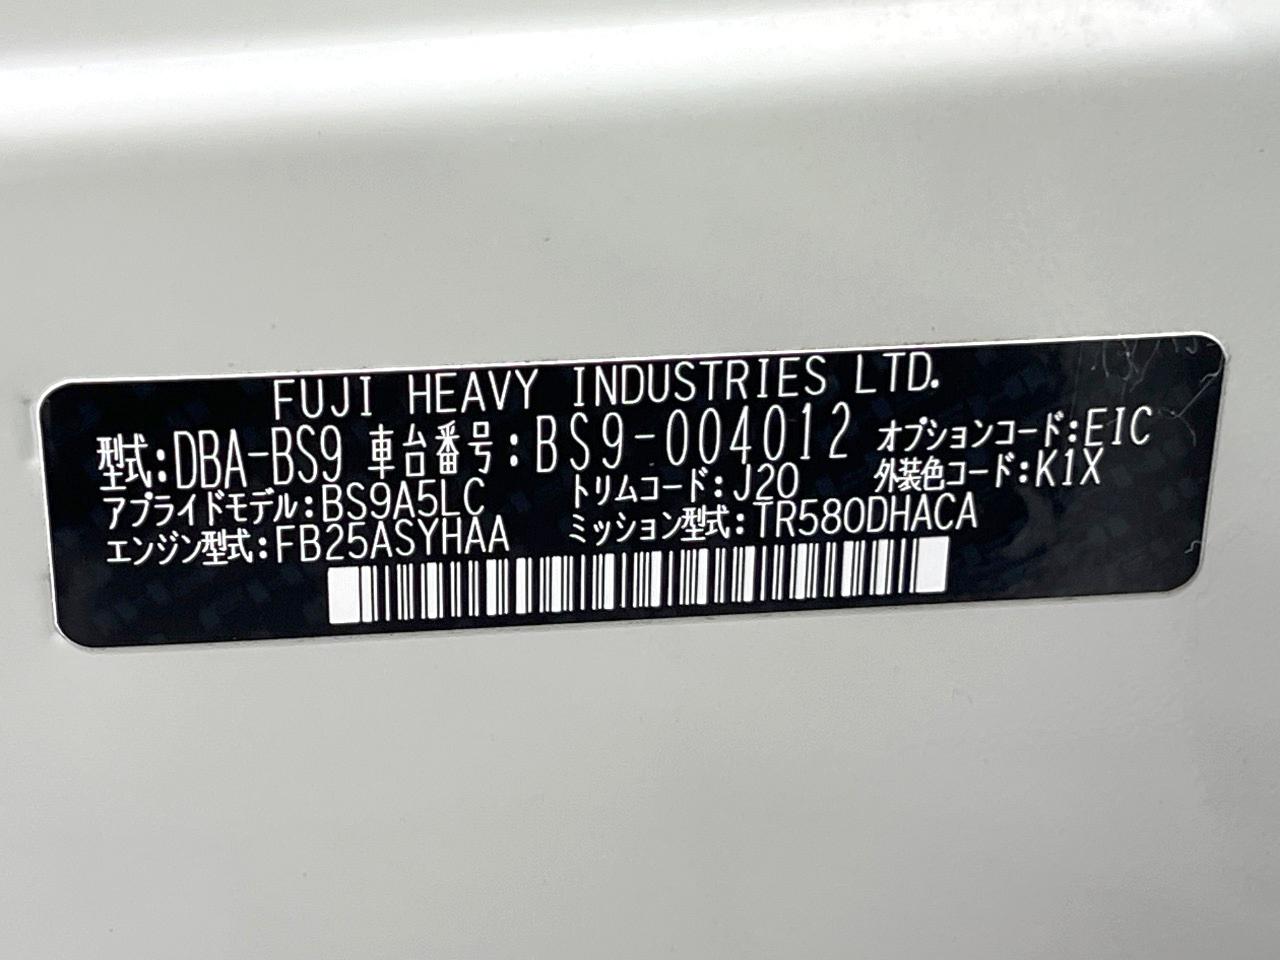 FUJI HEAVY INDUSTRIES LTD.
型式:DBA-BS9 車台番号:BS9-004012 オプションコード:EIC
アプライドモデル:BS9A5LC トリムコード:J20 外装色コード:K1X
エンジン型式:FB25ASYHAA ミッション型式:TR580DHACA